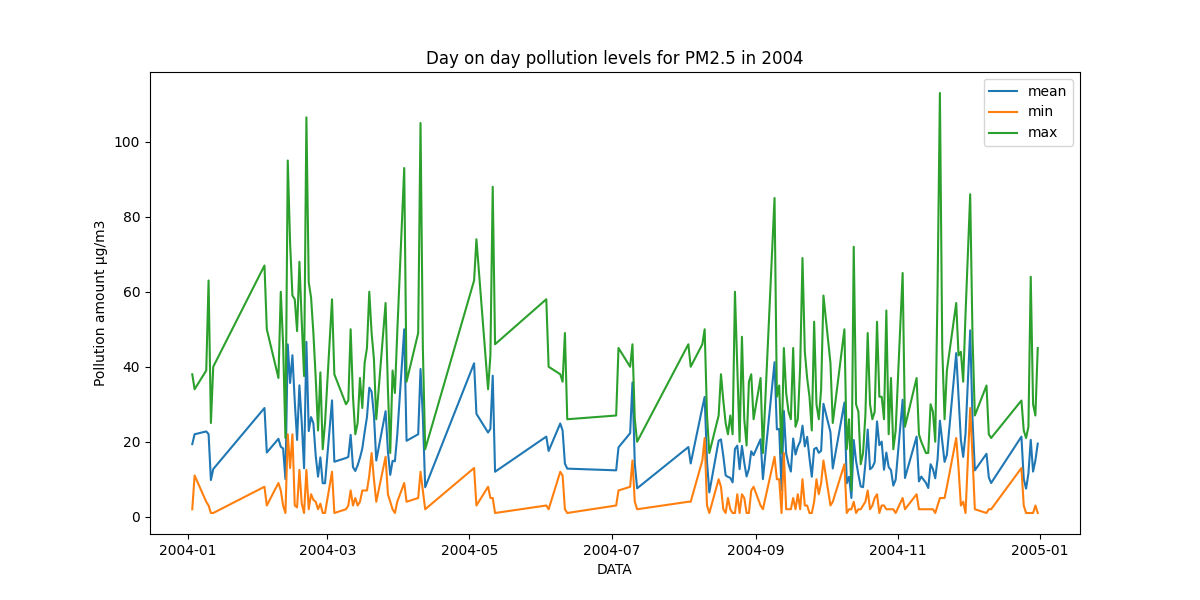 Day on day pollution levels for PM2.5 in 2004
mean
min
max
Pollution amount µg/m3
100
80
60
40
20
0
2004-01 2004-03 2004-05 2004-07 2004-09 2004-11 2005-01
DATA